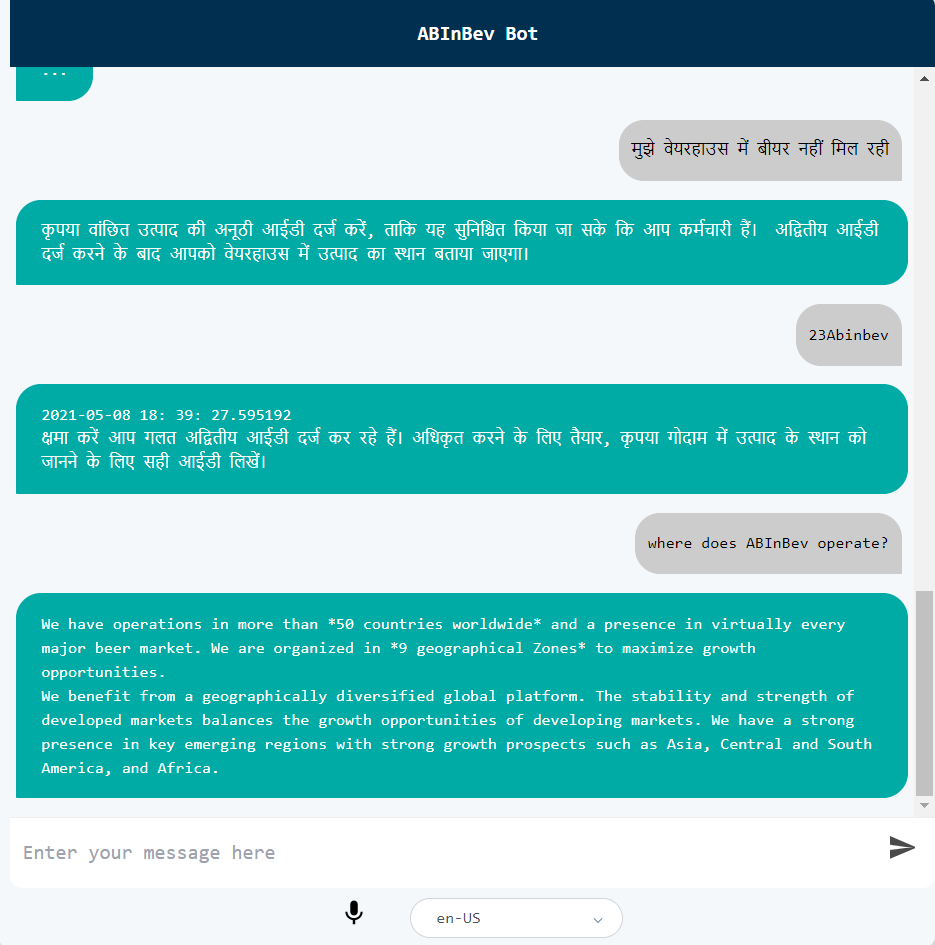 ABInBev Bot
...
मुझे वेयरहाउस में बीयर नहीं मिल रही
कृपया वांछित उत्पाद की अनूठी आईडी दर्ज करें, ताकि यह सुनिश्चित किया जा सके कि आप कर्मचारी हैं। अद्वितीय आईडी
दर्ज करने के बाद आपको वेयरहाउस में उत्पाद का स्थान बताया जाएगा।
23Abinbev
2021-05-08 18: 39: 27.595192
क्षमा करें आप गलत अद्वितीय आईडी दर्ज कर रहे हैं। अधिकृत करने के लिए तैयार, कृपया गोदाम में उत्पाद के स्थान को
जानने के लिए सही आईडी लिखें।
where does ABInBev operate?
We have operations in more than *50 countries worldwide* and a presence in virtually every
major beer market. We are organized in *9 geographical Zones* to maximize growth
opportunities.
We benefit from a geographically diversified global platform. The stability and strength of
developed markets balances the growth opportunities of developing markets. We have a strong
presence in key emerging regions with strong growth prospects such as Asia, Central and South
America, and Africa.
Enter your message here
en-US